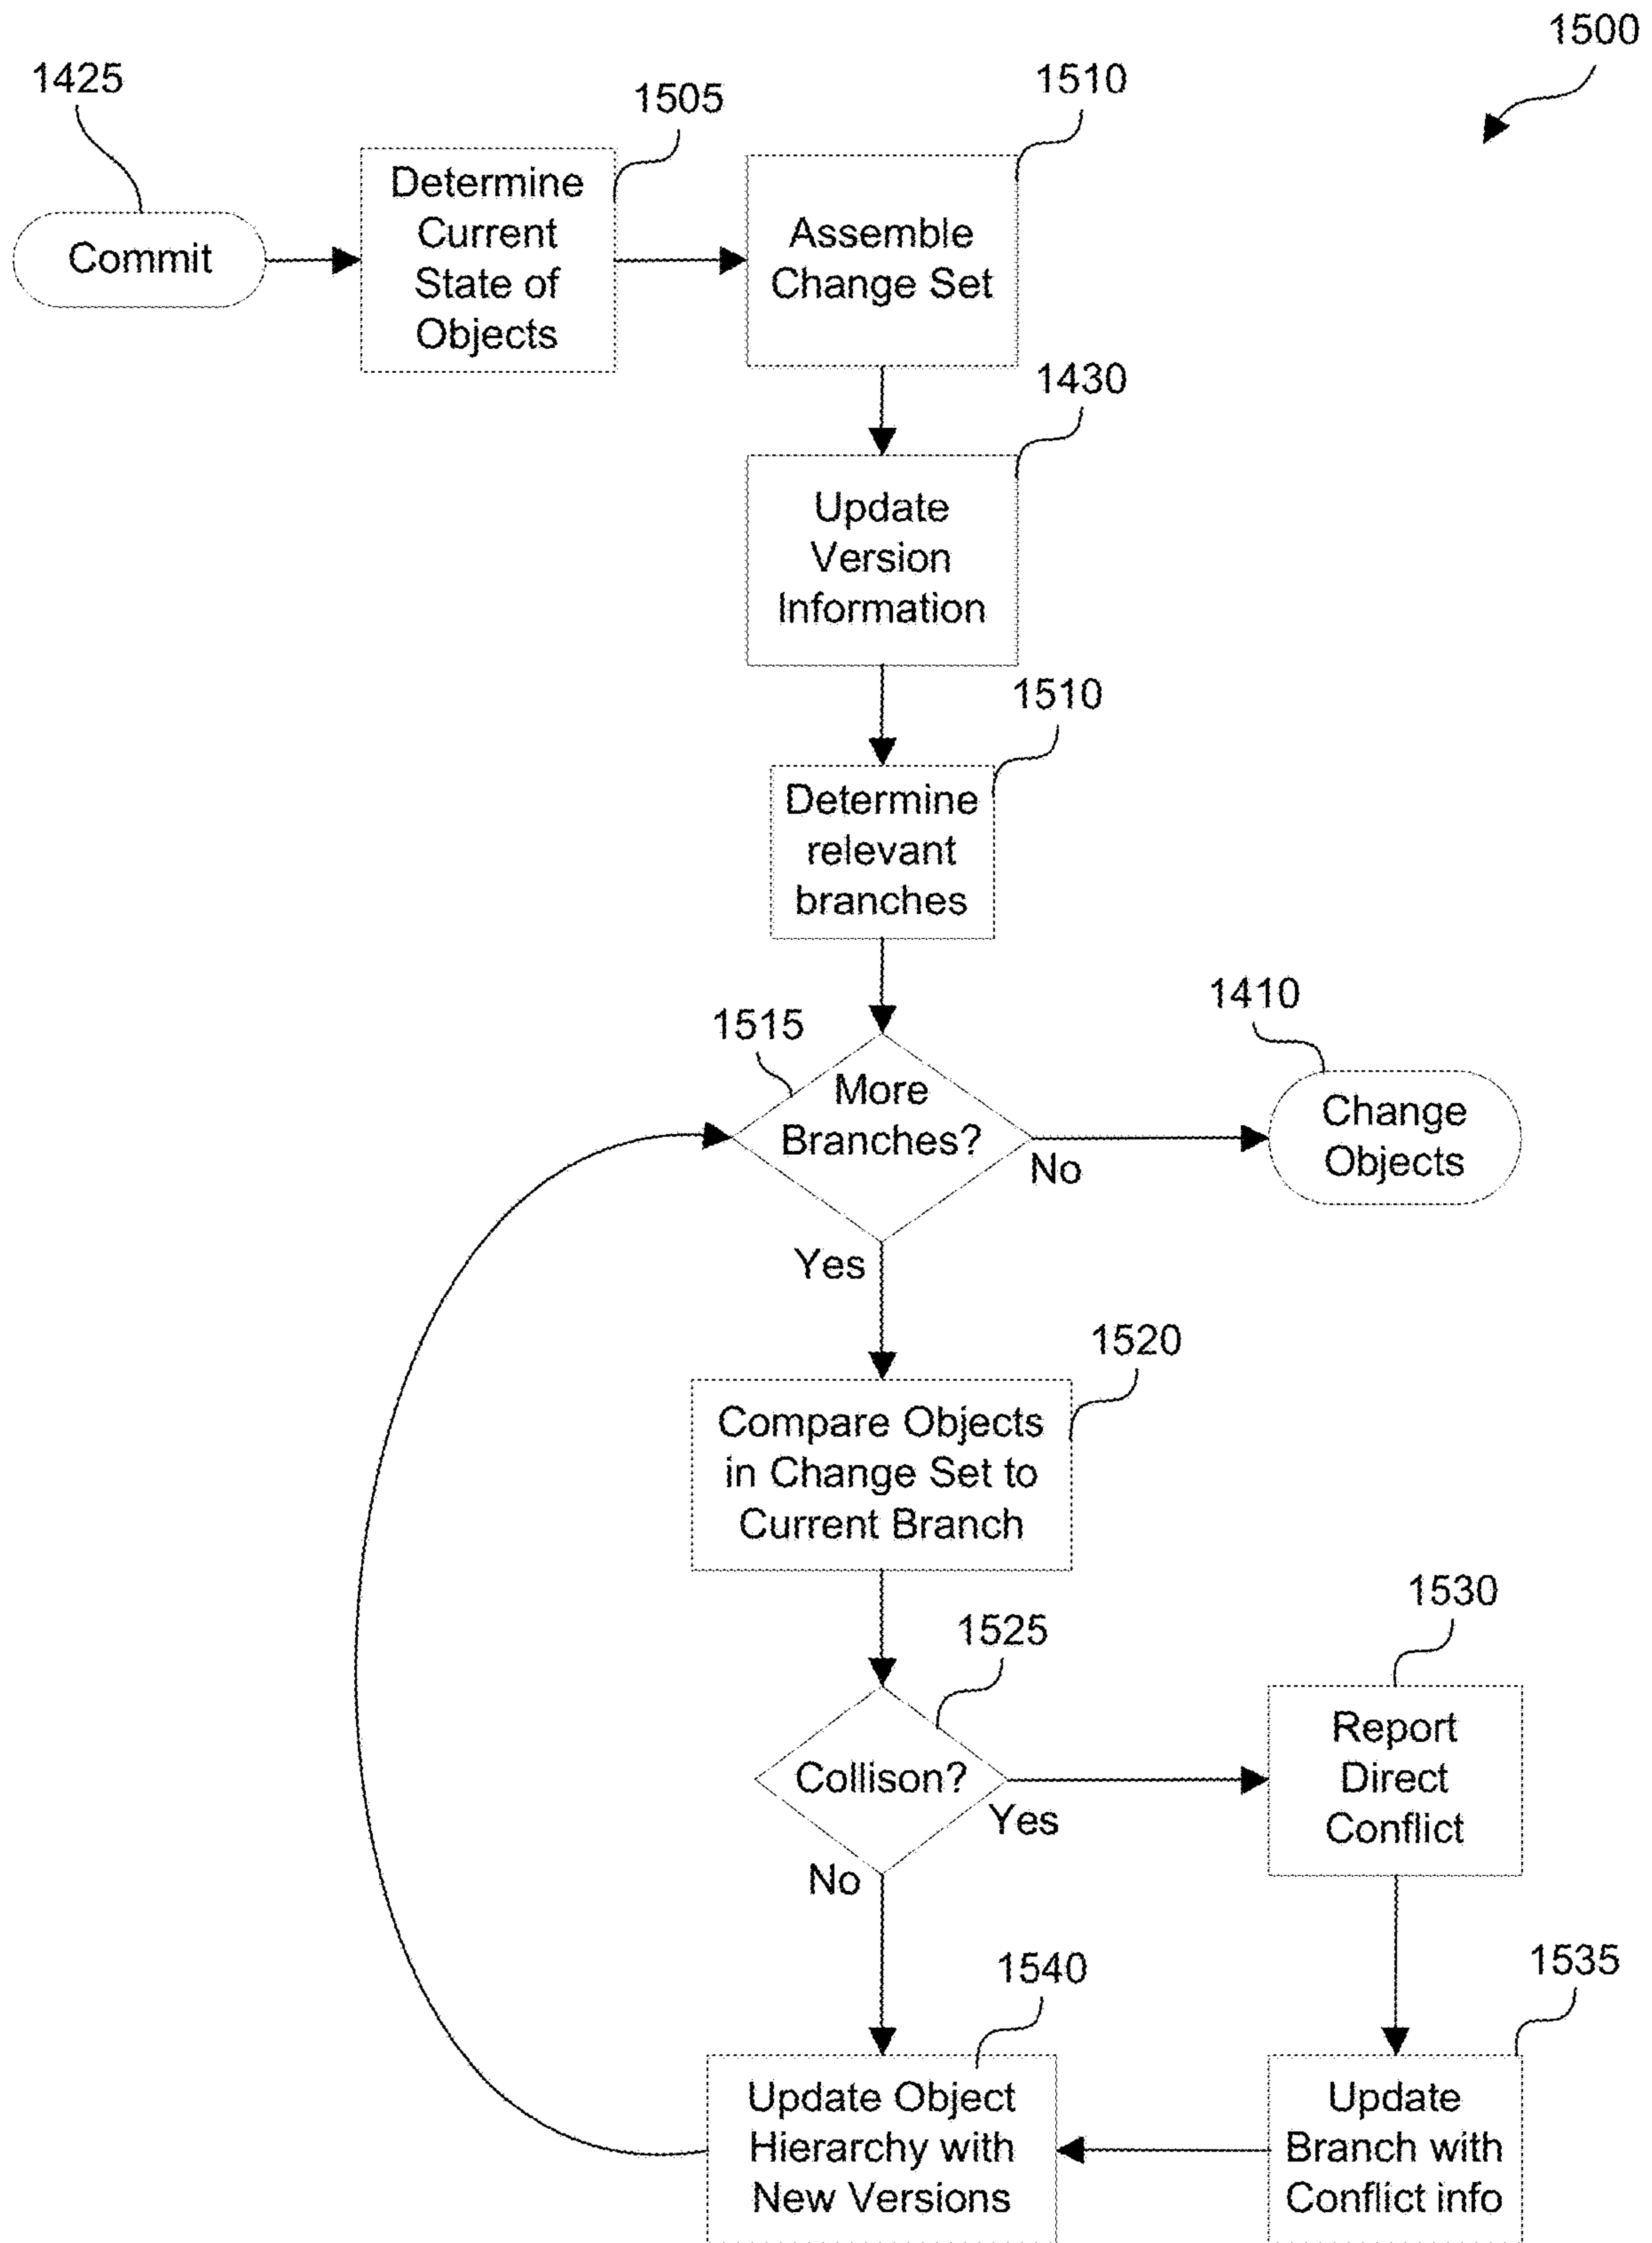 1500
1425
1505
1510
Commit
Determine
Current
State of
Objects
Assemble
Change Set
1430
Update
Version
Information
1510
Determine
relevant
branches
1410
1515
More
Branches?
Change
Objects
No
Yes
1520
Compare Objects
in Change Set to
Current Branch
1530
1525
Report
Direct
Conflict
Collison?
Yes
No
1535
1540
Update Object
Hierarchy with
New Versions
Update
Branch with
Conflict info